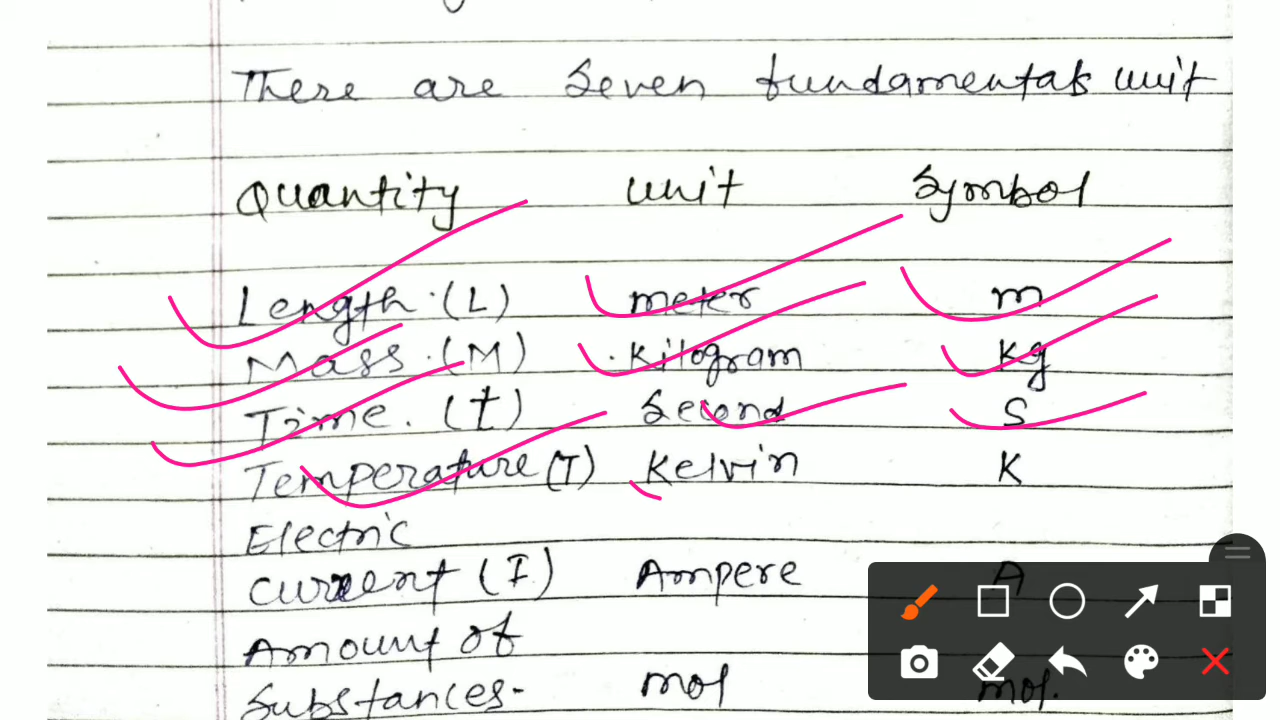 There are Seven fundamentals unit
Quantity unit Symbol
Length. (L) meter m
Mass. (M) Kilogram Kg
Time. (t) Second S
Temperature (T) Kelvin K
Electric
Current (I) Ampere A
Amount of
Substances- mol mol.